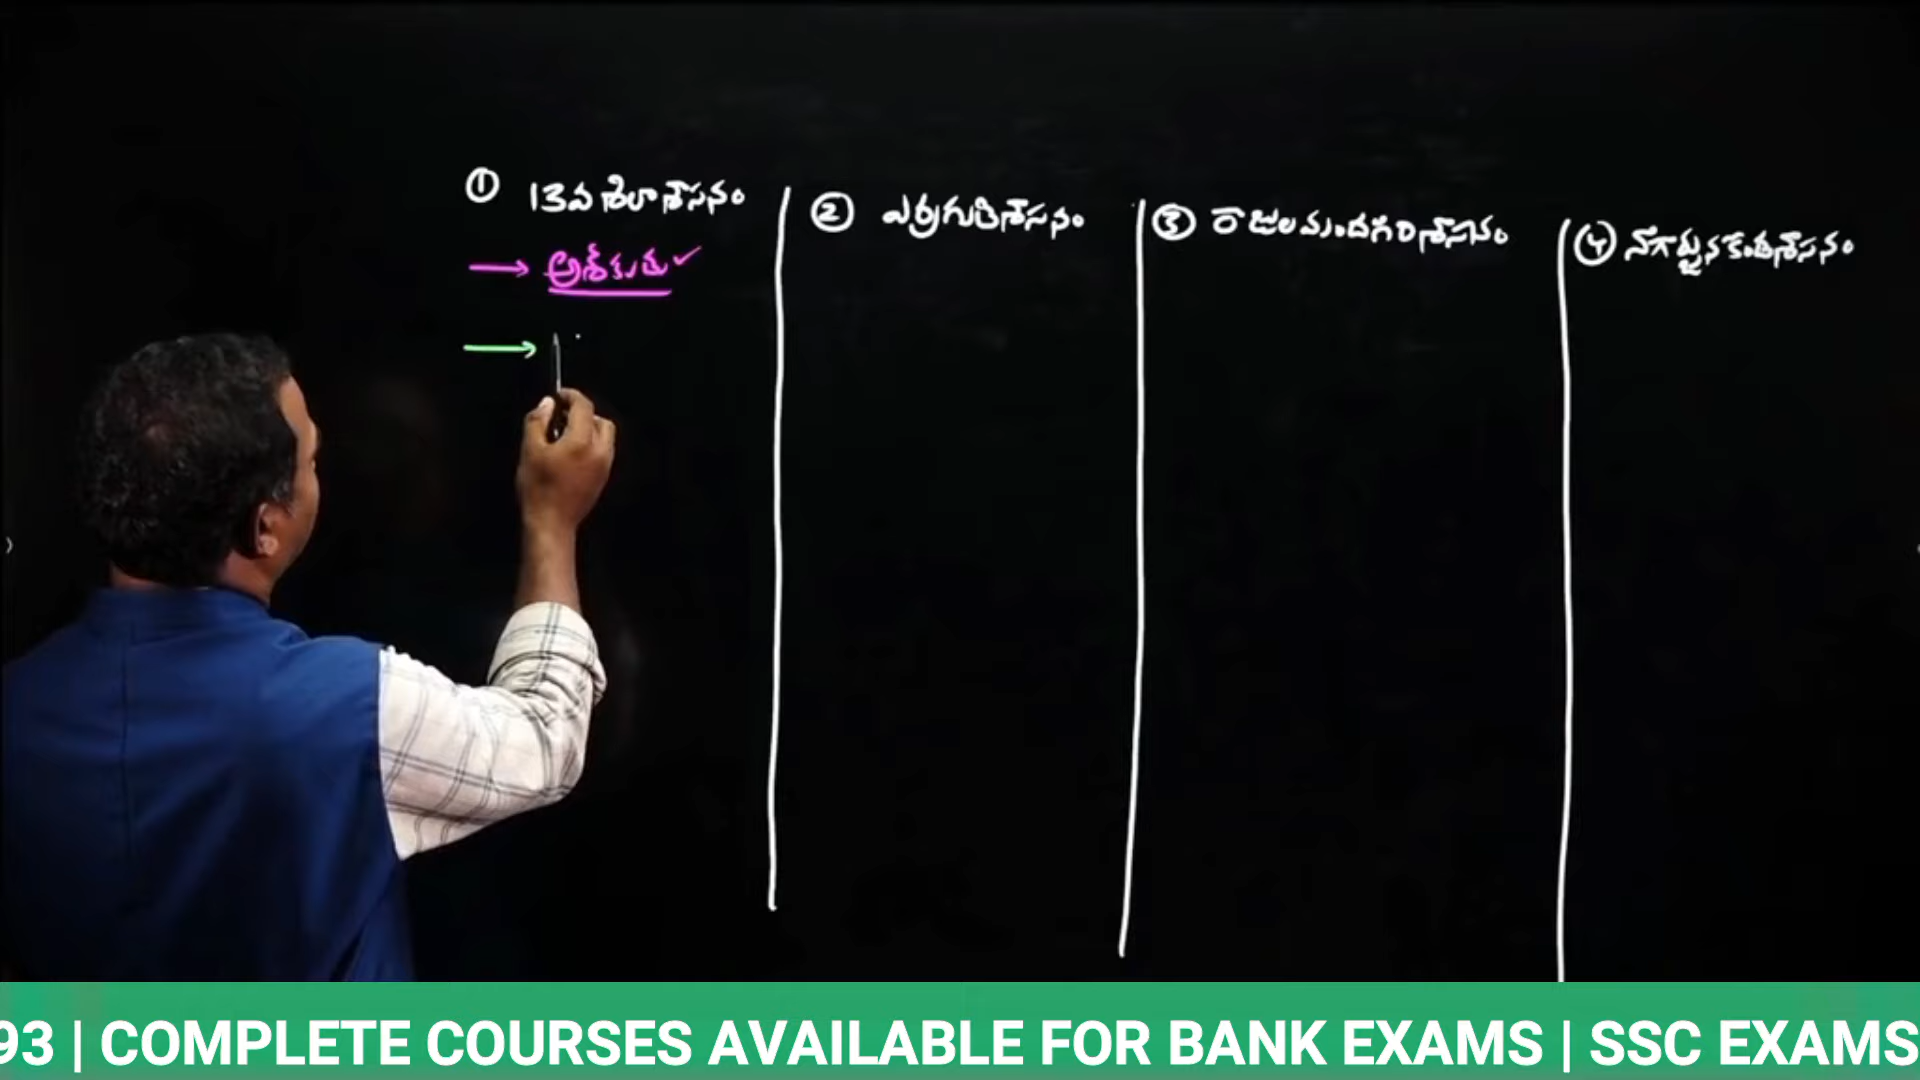 ① 13వ శిలాశాసనం
→ అశోకుడు ✓
→
② ఎర్రగుడిశాసనం
③ రాజులమందగిరిశాసనం
④ నాగార్జునకొండశాసనం
93 | COMPLETE COURSES AVAILABLE FOR BANK EXAMS | SSC EXAMS